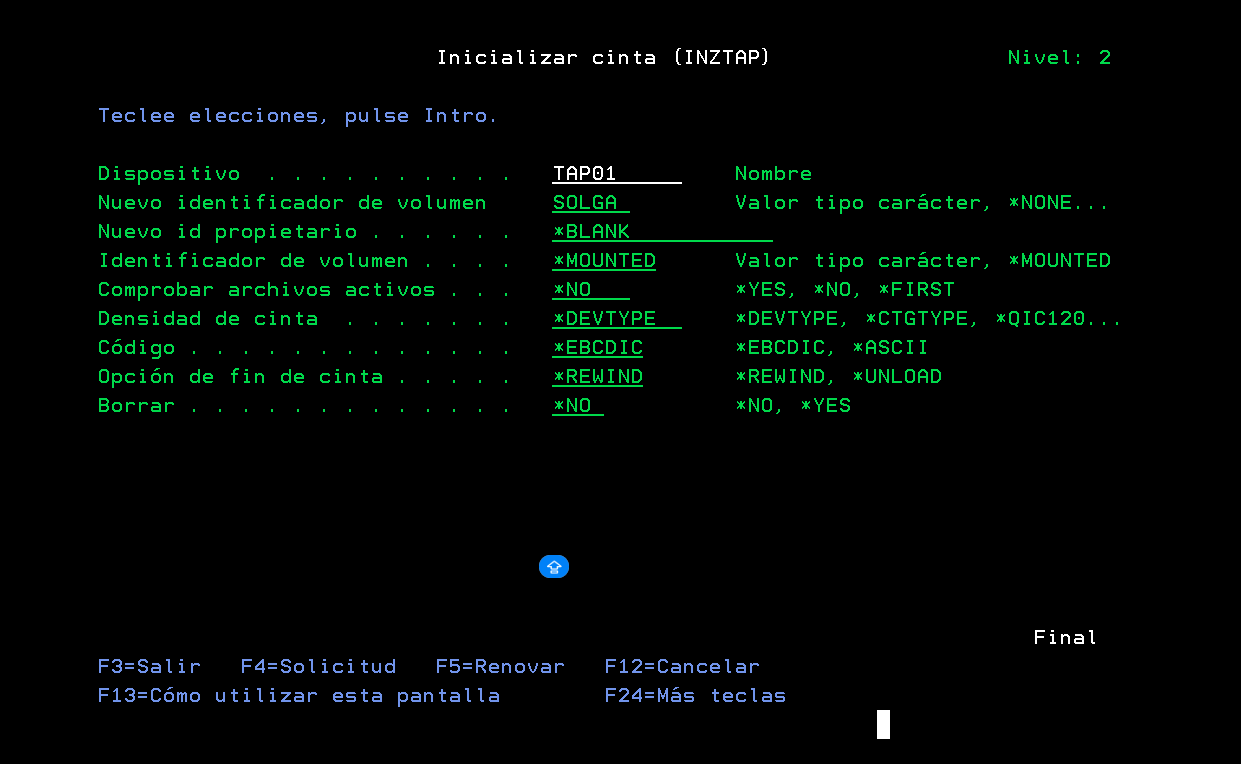 Inicializar cinta (INZTAP) Nivel: 2
Teclee elecciones, pulse Intro.
Dispositivo . . . . . . . . . . TAP01 Nombre
Nuevo identificador de volumen SOLGA Valor tipo carácter, *NONE...
Nuevo id propietario . . . . . . *BLANK
Identificador de volumen . . . . *MOUNTED Valor tipo carácter, *MOUNTED
Comprobar archivos activos . . . *NO *YES, *NO, *FIRST
Densidad de cinta . . . . . . . *DEVTYPE *DEVTYPE, *CTGTYPE, *QIC120...
Código . . . . . . . . . . . . . *EBCDIC *EBCDIC, *ASCII
Opción de fin de cinta . . . . . *REWIND *REWIND, *UNLOAD
Borrar . . . . . . . . . . . . . *NO *NO, *YES
Final
F3=Salir F4=Solicitud F5=Renovar F12=Cancelar
F13=Cómo utilizar esta pantalla F24=Más teclas